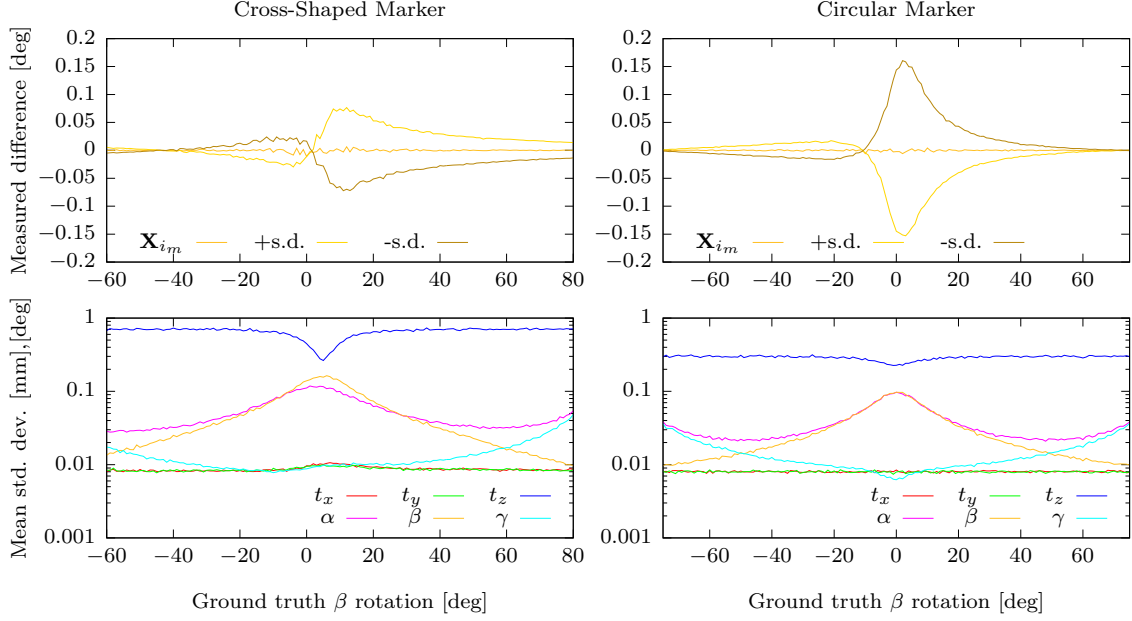 Cross-Shaped Marker
Circular Marker
Measured difference [deg]
0.2
0.15
0.1
0.05
0
−0.05
−0.1
−0.15
−0.2
X_{i_m} +s.d. -s.d.
−60 −40 −20 0 20 40 60 80
0.2
0.15
0.1
0.05
0
−0.05
−0.1
−0.15
−0.2
X_{i_m} +s.d. -s.d.
−60 −40 −20 0 20 40 60
Mean std. dev. [mm],[deg]
1
0.1
0.01
0.001
t_x t_y t_z
α β γ
−60 −40 −20 0 20 40 60 80
Ground truth β rotation [deg]
1
0.1
0.01
0.001
t_x t_y t_z
α β γ
−60 −40 −20 0 20 40 60
Ground truth β rotation [deg]